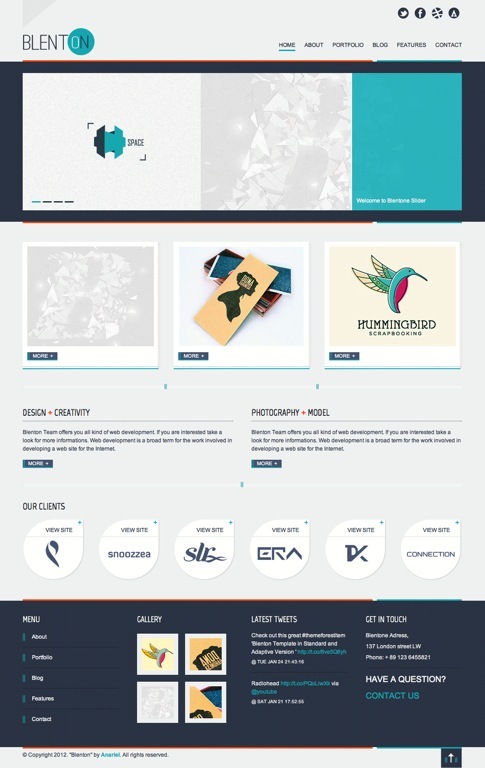 BLENTON
HOME ABOUT PORTFOLIO BLOG FEATURES CONTACT
SPACE
Welcome to Blentone Slider
HUMMINGBIRD
SCRAPBOOKING
MORE +
MORE +
MORE +
DESIGN + CREATIVITY
Blenton Team offers you all kind of web development. If you are interested take a
look for more informations. Web development is a broad term for the work involved in
developing a web site for the Internet.
MORE +
PHOTOGRAPHY + MODEL
Blenton Team offers you all kind of web development. If you are interested take a
look for more informations. Web development is a broad term for the work involved in
developing a web site for the Internet.
MORE +
OUR CLIENTS
VIEW SITE + VIEW SITE + VIEW SITE + VIEW SITE + VIEW SITE + VIEW SITE +
snoozzea
ERA
CONNECTION
MENU
About
Portfolio
Blog
Features
Contact
GALLERY
LATEST TWEETS
Check out this great #themeforestitem
'Blenton Template in Standard and
Adaptive Version '
@ TUE JAN 24 21:43:16
Radiohead via
@youtube
@ SAT JAN 21 17:52:55
GET IN TOUCH
Blentone Adress,
137 London street LW
Phone: + 89 123 6455821
HAVE A QUESTION?
CONTACT US
© Copyright 2012. "Blenton" by Anariel. All rights reserved.